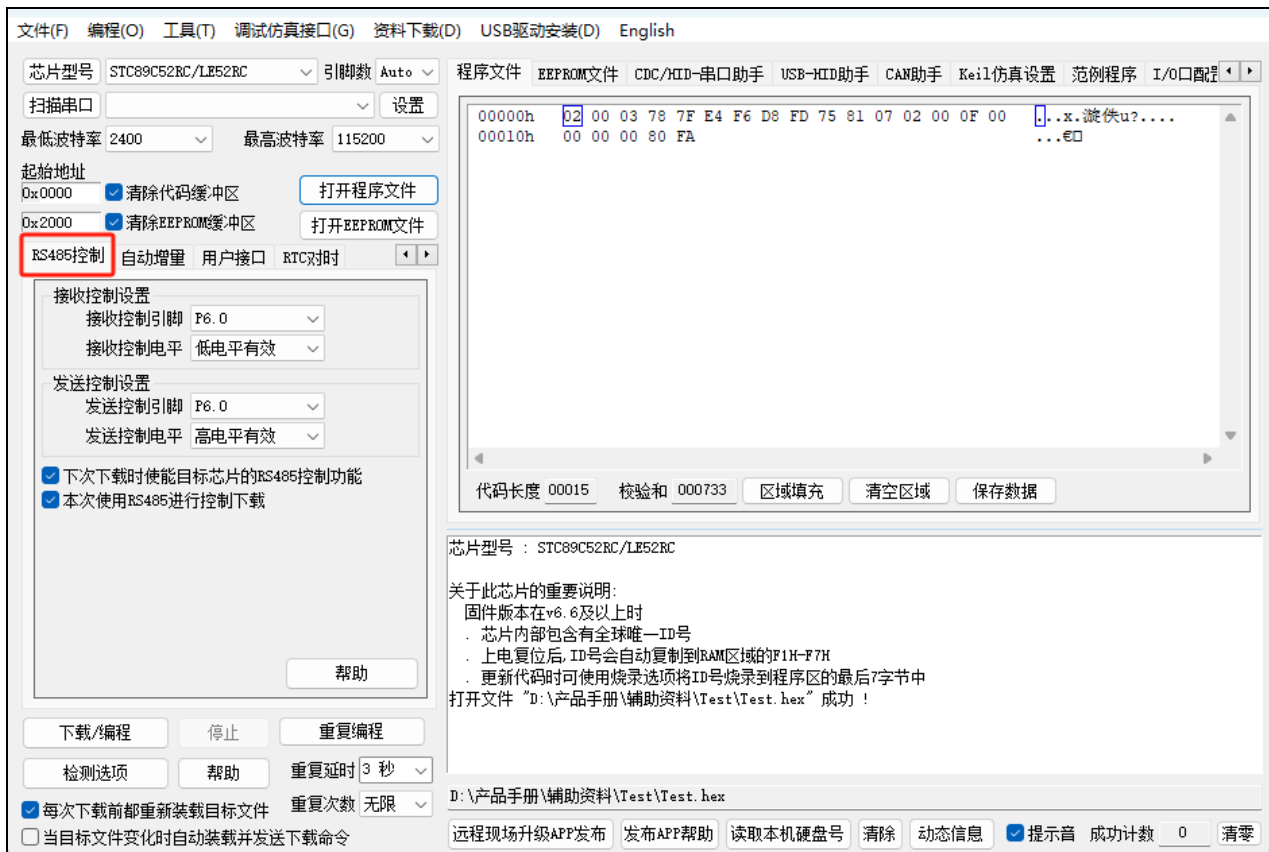 文件(F) 编程(O) 工具(T) 调试仿真接口(G) 资料下载(D) USB驱动安装(D) English
芯片型号 STC89C52RC/LE52RC 引脚数 Auto
扫描串口 设置
最低波特率 2400 最高波特率 115200
起始地址
0x0000 清除代码缓冲区 打开程序文件
0x2000 清除EEPROM缓冲区 打开EEPROM文件
RS485控制 自动增量 用户接口 RTC对时
接收控制设置
接收控制引脚 P6.0
接收控制电平 低电平有效
发送控制设置
发送控制引脚 P6.0
发送控制电平 高电平有效
下次下载时使能目标芯片的RS485控制功能
本次使用RS485进行控制下载
帮助
下载/编程 停止 重复编程
检测选项 帮助 重复延时 3 秒
每次下载前都重新装载目标文件 重复次数 无限
当目标文件变化时自动装载并发送下载命令
程序文件 EEPROM文件 CDC/HID-串口助手 USB-HID助手 CAN助手 Keil仿真设置 范例程序 I/O口配
00000h 02 00 03 78 7F E4 F6 D8 FD 75 81 07 02 00 0F 00 ...x.漩佚u?....
00010h 00 00 00 80 FA ...€
代码长度 00015 校验和 000733 区域填充 清空区域 保存数据
芯片型号 : STC89C52RC/LE52RC
关于此芯片的重要说明:
固件版本在v6.6及以上时
. 芯片内部包含有全球唯一ID号
. 上电复位后,ID号会自动复制到RAM区域的F1H-F7H
. 更新代码时可使用烧录选项将ID号烧录到程序区的最后7字节中
打开文件 "D:\产品手册\辅助资料\Test\Test.hex" 成功 !
D:\产品手册\辅助资料\Test\Test.hex
远程现场升级APP发布 发布APP帮助 读取本机硬盘号 清除 动态信息 提示音 成功计数 0 清零